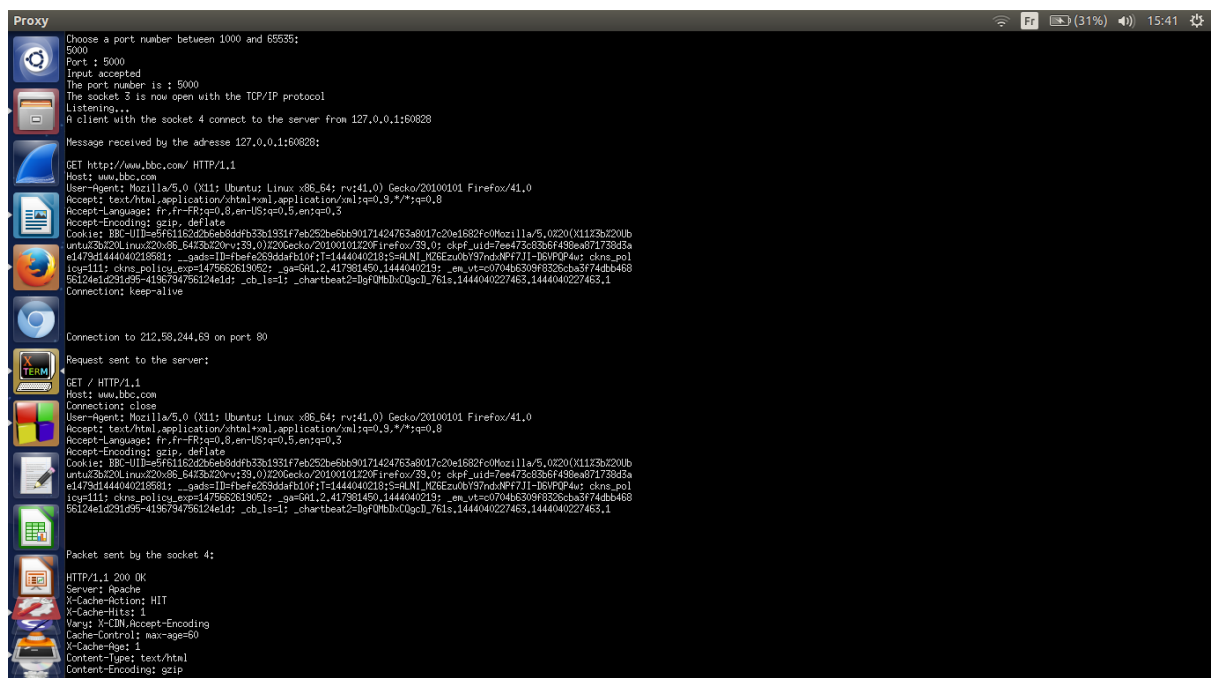 Proxy
Fr (31%) 15:41
Choose a port number between 1000 and 65535:
5000
Port : 5000
Input accepted
The port number is : 5000
The socket 3 is now open with the TCP/IP protocol
Listening...
A client with the socket 4 connect to the server from 127.0.0.1:60828
Message received by the adresse 127.0.0.1:60828:
GET http://www.bbc.com/ HTTP/1.1
Host: www.bbc.com
User-Agent: Mozilla/5.0 (X11; Ubuntu; Linux x86_64; rv:41.0) Gecko/20100101 Firefox/41.0
Accept: text/html,application/xhtml+xml,application/xml;q=0.9,*/*;q=0.8
Accept-Language: fr,fr-FR;q=0.8,en-US;q=0.5,en;q=0.3
Accept-Encoding: gzip, deflate
Cookie: BBC-UID=e5f61162d2b6eb8ddfb33b1931f7eb252be6bb90171424763a8017c20e1682fc0Mozilla/5.0%20(X11%3b%20Ub
untu%3b%20Linux%20x86_64%3b%20rv:39.0)%20Gecko/20100101%20Firefox/39.0; ckpf_uid=7ee473c83b6f498ea871738d3a
e1479d1444040218581; __gads=ID=fbefe269ddafb10f:T=1444040218:S=ALNI_MZ6Ezu0bY97ndxNPf7JI-D6VPQP4w; ckns_pol
icy=111; ckns_policy_exp=1475662619052; _ga=GA1.2.417981450.1444040219; _em_vt=c0704b6309f8326cba3f74dbb468
56124e1d291d95-4196794756124e1d; _cb_ls=1; _chartbeat2=DgfQMbDxCQgcD_761s.1444040227463.1444040227463.1
Connection: keep-alive
Connection to 212.58.244.69 on port 80
Request sent to the server:
XTERM
GET / HTTP/1.1
Host: www.bbc.com
Connection: close
User-Agent: Mozilla/5.0 (X11; Ubuntu; Linux x86_64; rv:41.0) Gecko/20100101 Firefox/41.0
Accept: text/html,application/xhtml+xml,application/xml;q=0.9,*/*;q=0.8
Accept-Language: fr,fr-FR;q=0.8,en-US;q=0.5,en;q=0.3
Accept-Encoding: gzip, deflate
Cookie: BBC-UID=e5f61162d2b6eb8ddfb33b1931f7eb252be6bb90171424763a8017c20e1682fc0Mozilla/5.0%20(X11%3b%20Ub
untu%3b%20Linux%20x86_64%3b%20rv:39.0)%20Gecko/20100101%20Firefox/39.0; ckpf_uid=7ee473c83b6f498ea871738d3a
e1479d1444040218581; __gads=ID=fbefe269ddafb10f:T=1444040218:S=ALNI_MZ6Ezu0bY97ndxNPf7JI-D6VPQP4w; ckns_pol
icy=111; ckns_policy_exp=1475662619052; _ga=GA1.2.417981450.1444040219; _em_vt=c0704b6309f8326cba3f74dbb468
56124e1d291d95-4196794756124e1d; _cb_ls=1; _chartbeat2=DgfQMbDxCQgcD_761s.1444040227463.1444040227463.1
Packet sent by the socket 4:
HTTP/1.1 200 OK
Server: Apache
X-Cache-Action: HIT
X-Cache-Hits: 1
Vary: X-CDN,Accept-Encoding
Cache-Control: max-age=60
X-Cache-Age: 1
Content-Type: text/html
Content-Encoding: gzip